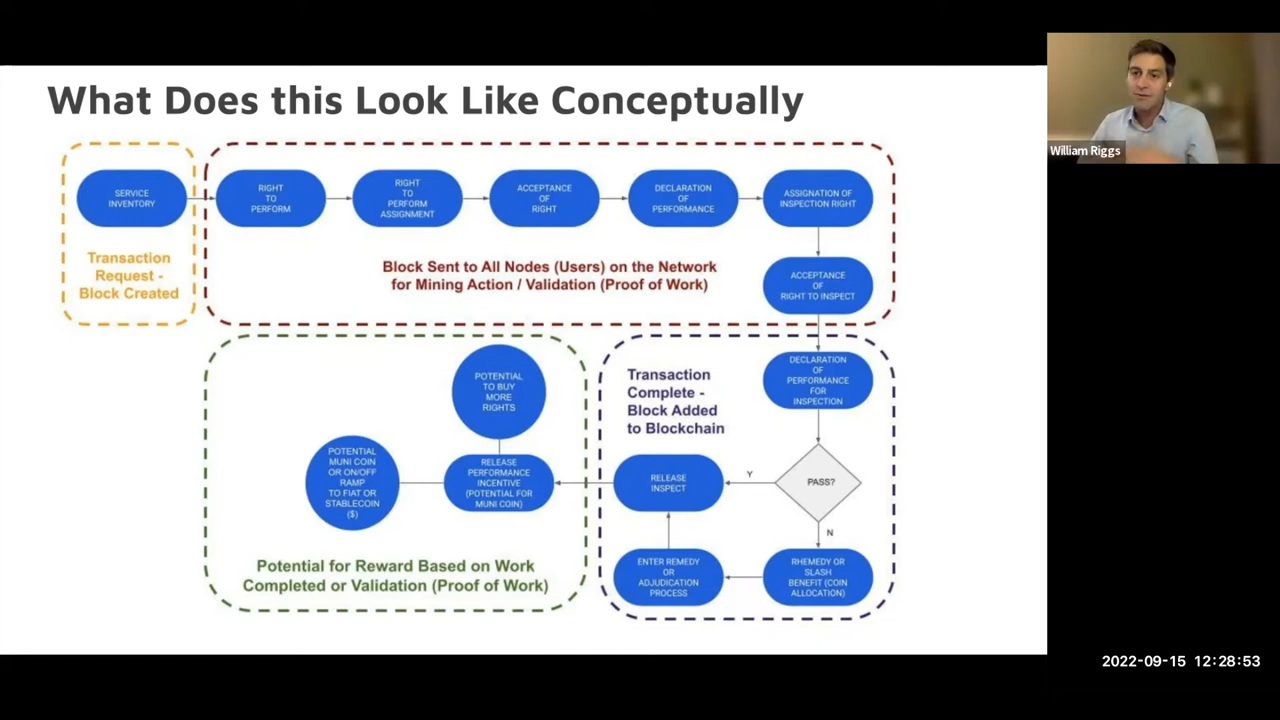 What Does this Look Like Conceptually
William Riggs
SERVICE
INVENTORY
RIGHT
TO
PERFORM
RIGHT
TO
PERFORM
ASSIGNMENT
ACCEPTANCE
OF
RIGHT
DECLARATION
OF
PERFORMANCE
ASSIGNATION OF
INSPECTION RIGHT
Transaction
Request -
Block Created
Block Sent to All Nodes (Users) on the Network
for Mining Action / Validation (Proof of Work)
ACCEPTANCE
OF
RIGHT TO INSPECT
DECLARATION
OF
PERFORMANCE
FOR
INSPECTION
Transaction
Complete -
Block Added
to Blockchain
PASS?
Y
N
RELEASE
INSPECT
RHEMEDY OR
SLASH
BENEFIT (COIN
ALLOCATION)
ENTER REMEDY
OR
ADJUDICATION
PROCESS
POTENTIAL
TO BUY
MORE
RIGHTS
RELEASE
PERFORMANCE
INCENTIVE
(POTENTIAL FOR
MUNI COIN)
POTENTIAL
MUNI COIN
OR ON/OFF
RAMP
TO FIAT OR
STABLECOIN
($)
Potential for Reward Based on Work
Completed or Validation (Proof of Work)
2022-09-15 12:28:53